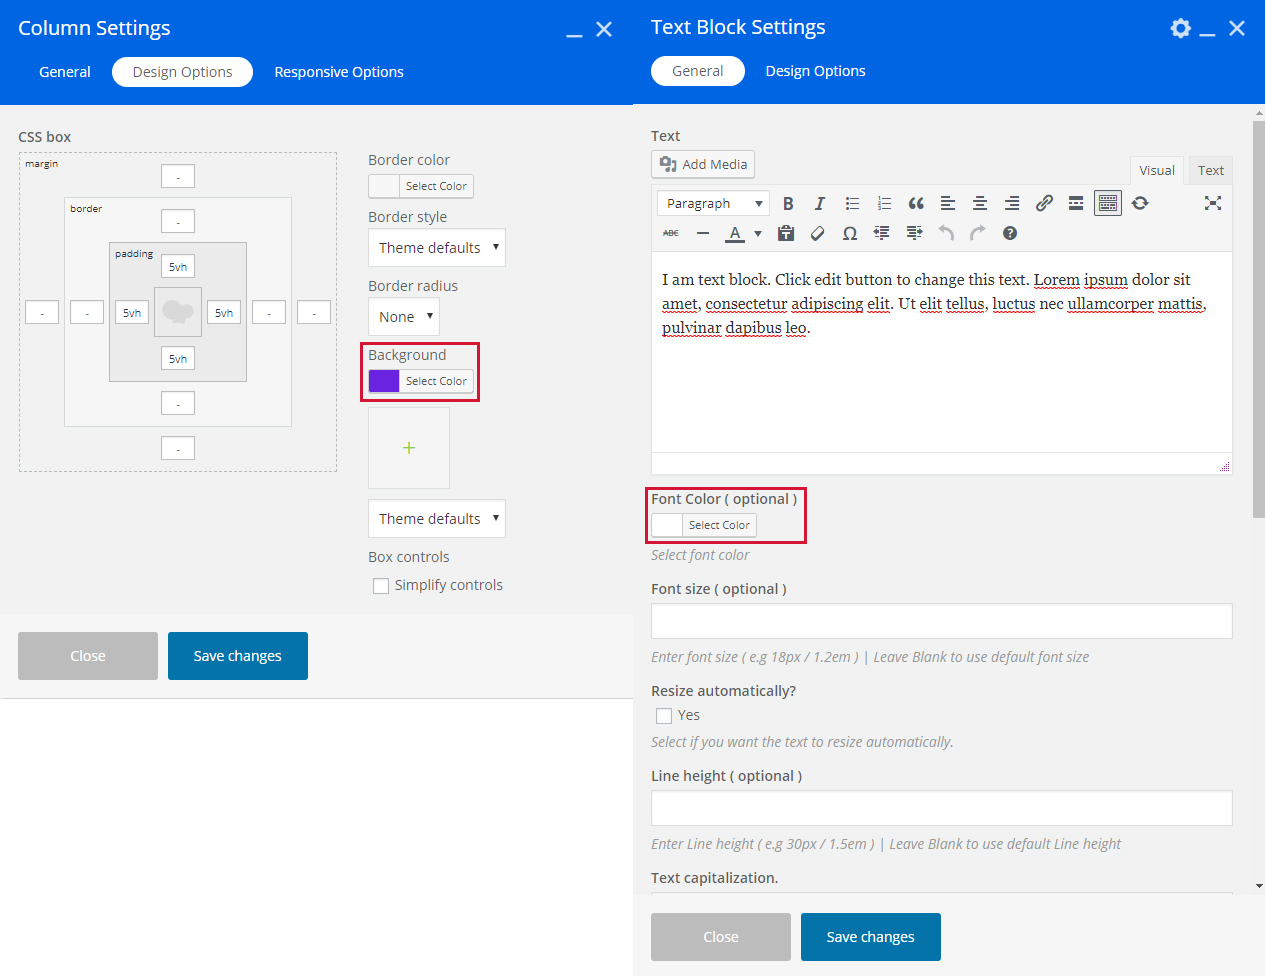 Column Settings
General
Design Options
Responsive Options
CSS box
margin
-
border
-
padding
5vh
-
-
5vh
5vh
-
-
5vh
-
-
Border color
Select Color
Border style
Theme defaults
Border radius
None
Background
Select Color
+
Theme defaults
Box controls
Simplify controls
Close
Save changes
Text Block Settings
General
Design Options
Text
Add Media
Visual
Text
Paragraph
B
I
ABC
A
Ω
I am text block. Click edit button to change this text. Lorem ipsum dolor sit
amet, consectetur adipiscing elit. Ut elit tellus, luctus nec ullamcorper mattis,
pulvinar dapibus leo.
Font Color ( optional )
Select Color
Select font color
Font size ( optional )
Enter font size ( e.g 18px / 1.2em ) | Leave Blank to use default font size
Resize automatically?
Yes
Select if you want the text to resize automatically.
Line height ( optional )
Enter Line height ( e.g 30px / 1.5em ) | Leave Blank to use default Line height
Text capitalization.
Close
Save changes